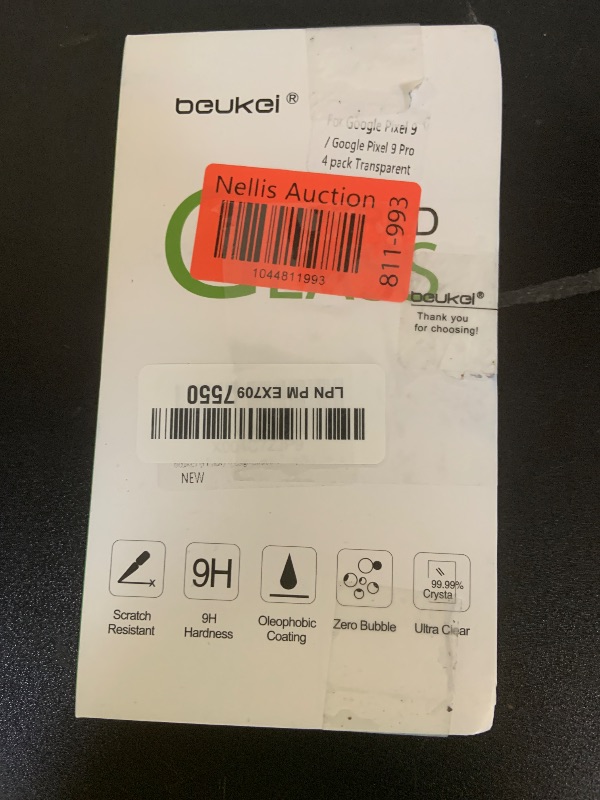 beukei®
For Google Pixel 9
/ Google Pixel 9 Pro
4 pack Transparent
Nellis Auction
1044811993
811-993
D
beukei®
Thank you
for choosing!
LPN PM EX709 7550
NEW
9H
99.99%
Crysta
Scratch
Resistant
9H
Hardness
Oleophobic
Coating
Zero Bubble
Ultra Clear